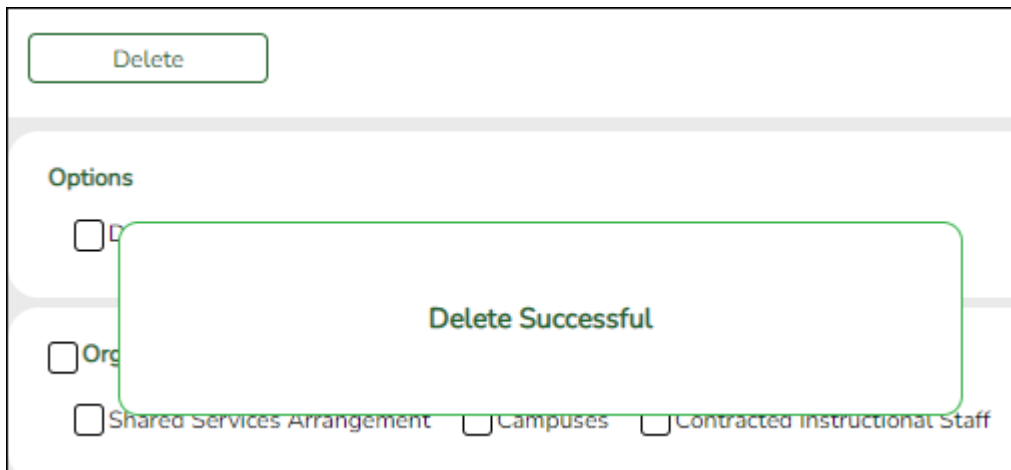 Delete
Options
Delete Successful
Shared Services Arrangement Campuses Contracted Instructional Staff